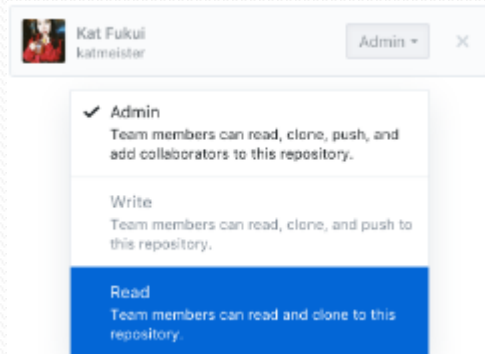 Kat Fukui
katmeister
Admin
Admin
Team members can read, clone, push, and
add collaborators to this repository.
Write
Team members can read, clone, and push to
this repository.
Read
Team members can read and clone to this
repository.